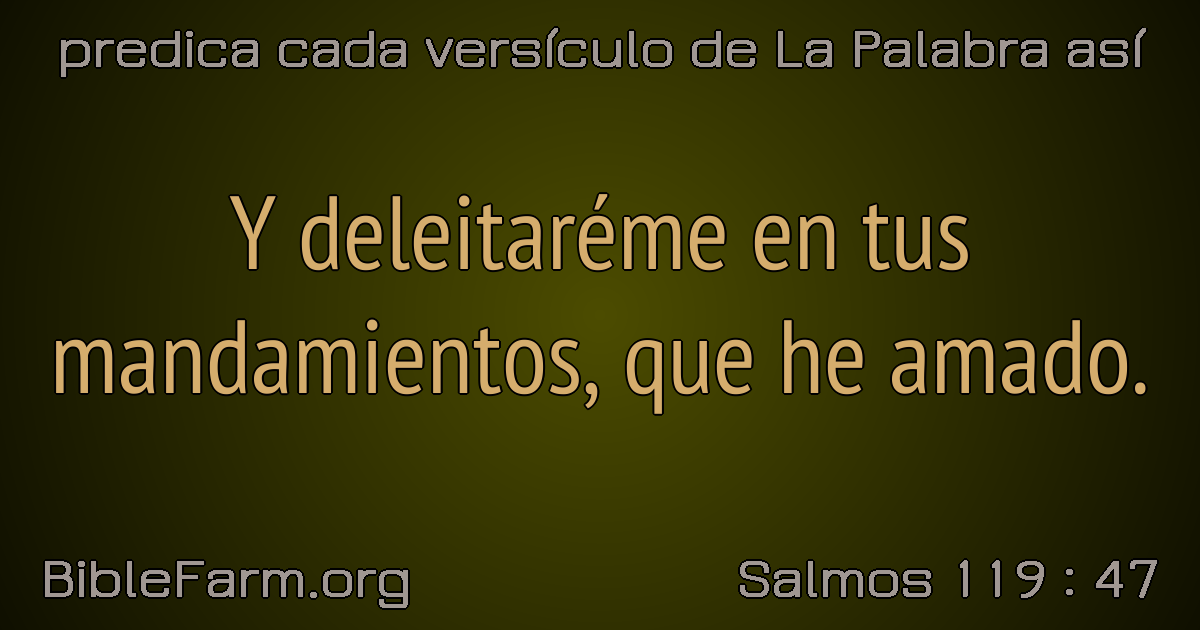 predica cada versículo de La Palabra así
Y deleitaréme en tus
mandamientos, que he amado.
BibleFarm.org
Salmos 119 : 47